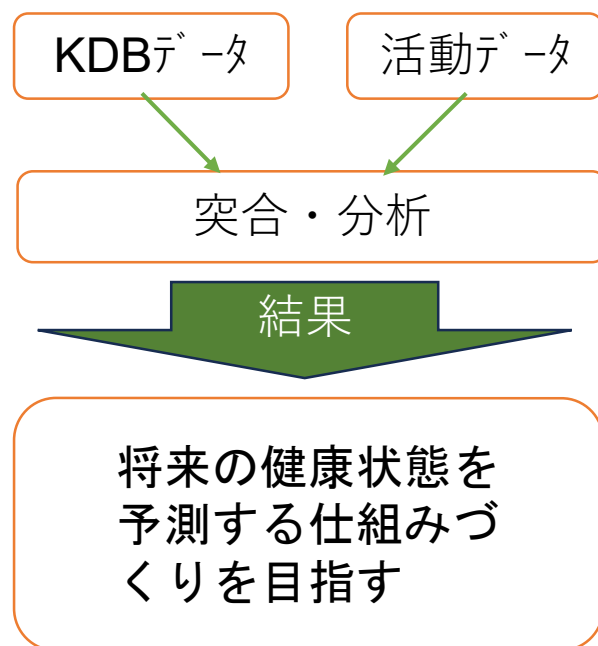 KDBﾃﾞｰﾀ
活動ﾃﾞｰﾀ
突合・分析
結果
将来の健康状態を
予測する仕組みづ
くりを目指す